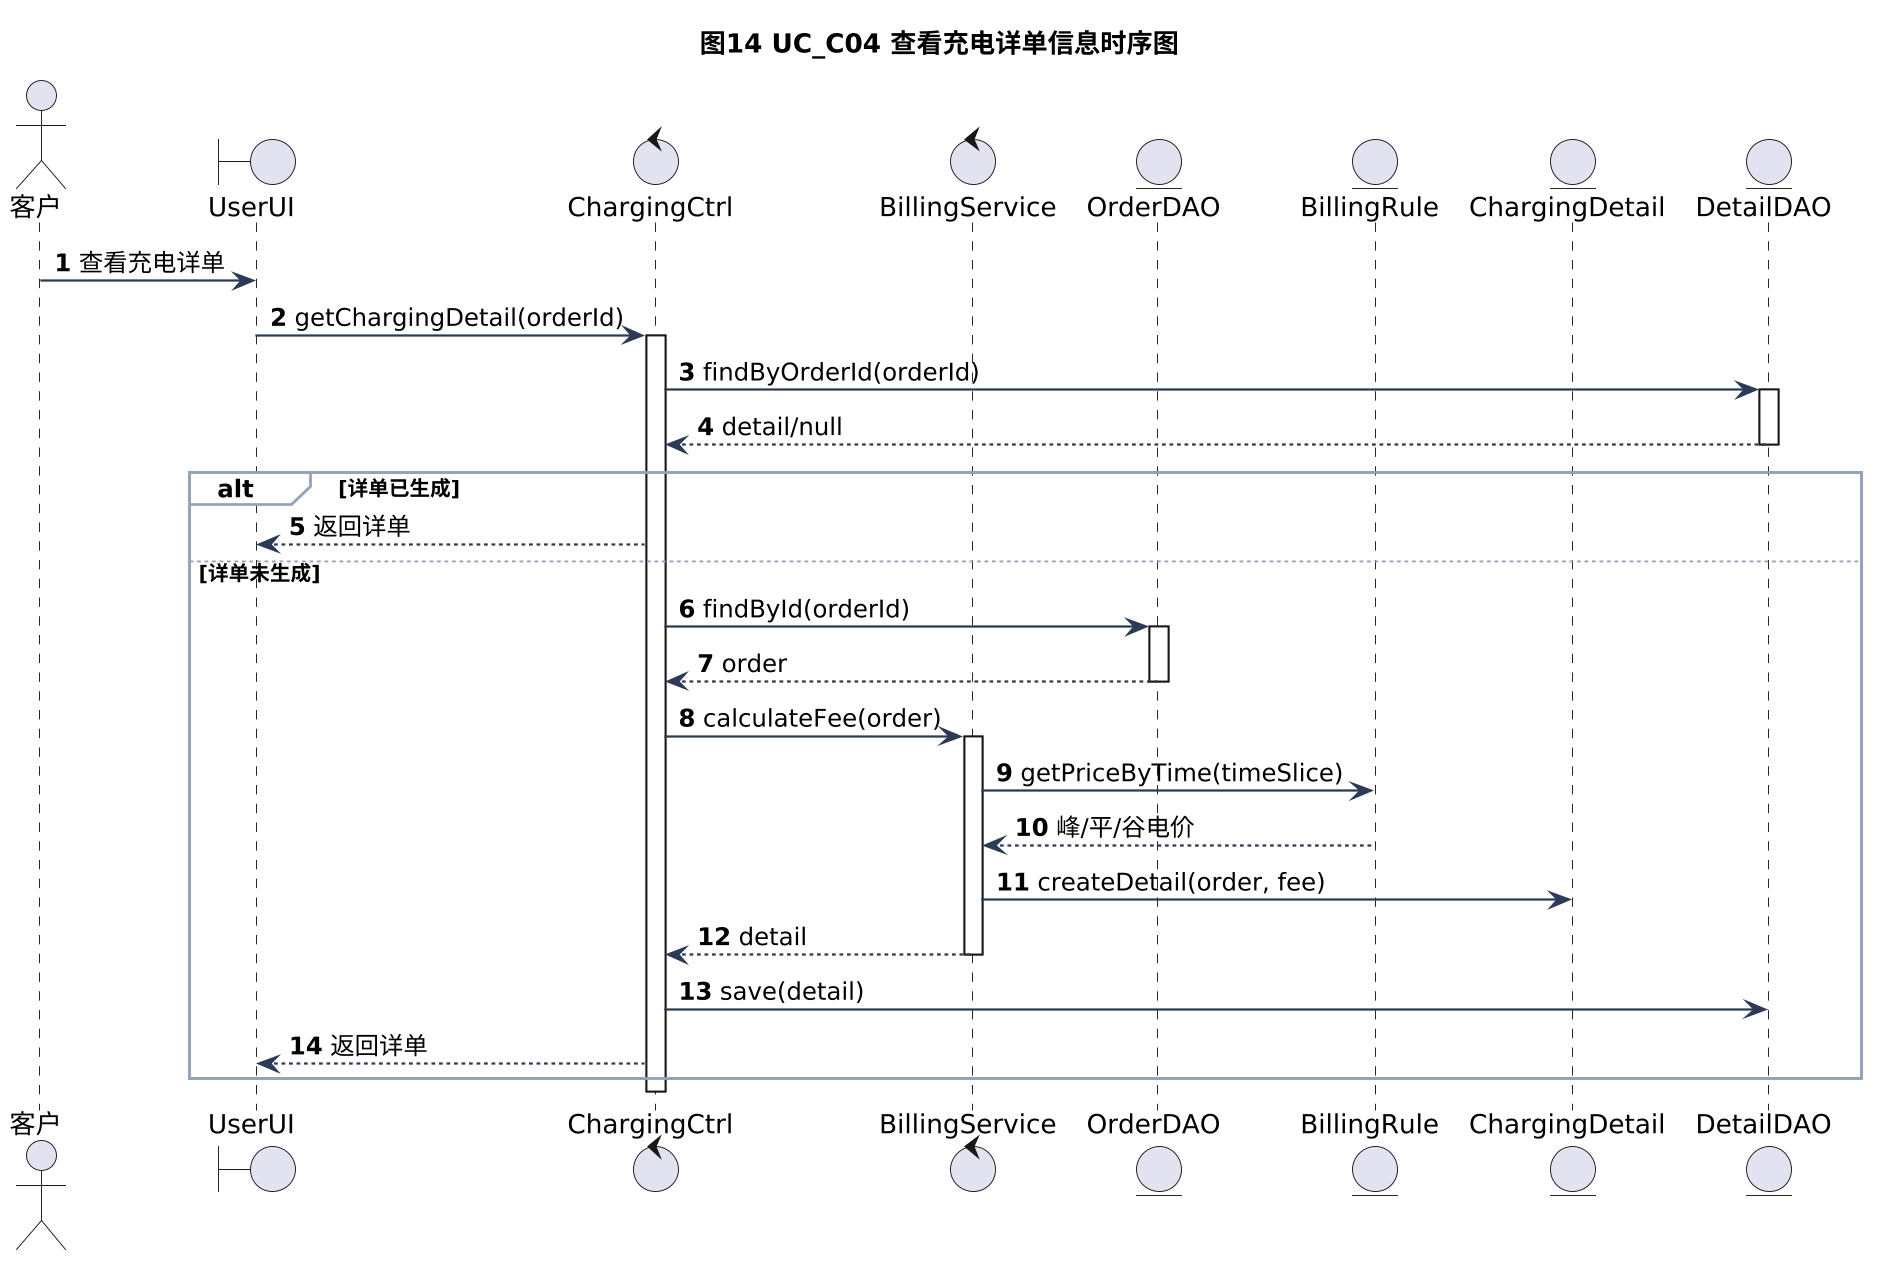 图14 UC_C04 查看充电详单信息时序图
客户
UserUI
ChargingCtrl
BillingService
OrderDAO
BillingRule
ChargingDetail
DetailDAO
1 查看充电详单
2 getChargingDetail(orderId)
3 findByOrderId(orderId)
4 detail/null
alt [详单已生成]
5 返回详单
[详单未生成]
6 findById(orderId)
7 order
8 calculateFee(order)
9 getPriceByTime(timeSlice)
10 峰/平/谷电价
11 createDetail(order, fee)
12 detail
13 save(detail)
14 返回详单
客户
UserUI
ChargingCtrl
BillingService
OrderDAO
BillingRule
ChargingDetail
DetailDAO